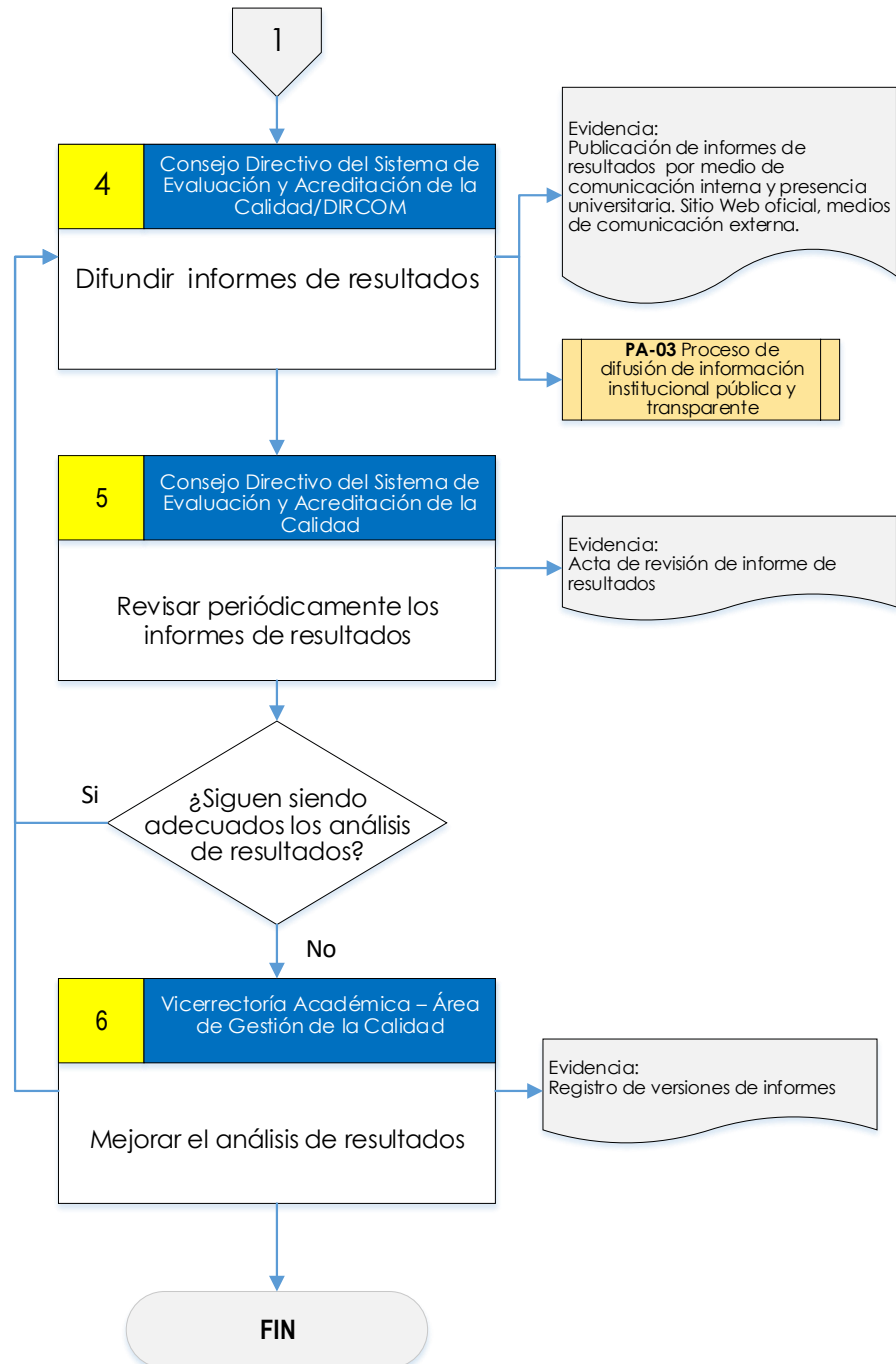 1
4
Consejo Directivo del Sistema de
Evaluación y Acreditación de la
Calidad/DIRCOM
Difundir informes de resultados
Evidencia:
Publicación de informes de
resultados por medio de
comunicación interna y presencia
universitaria. Sitio Web oficial, medios
de comunicación externa.
PA-03 Proceso de
difusión de información
institucional pública y
transparente
5
Consejo Directivo del Sistema de
Evaluación y Acreditación de la
Calidad
Revisar periódicamente los
informes de resultados
Evidencia:
Acta de revisión de informe de
resultados
Si
¿Siguen siendo
adecuados los análisis
de resultados?
No
6
Vicerrectoría Académica – Área
de Gestión de la Calidad
Mejorar el análisis de resultados
Evidencia:
Registro de versiones de informes
FIN